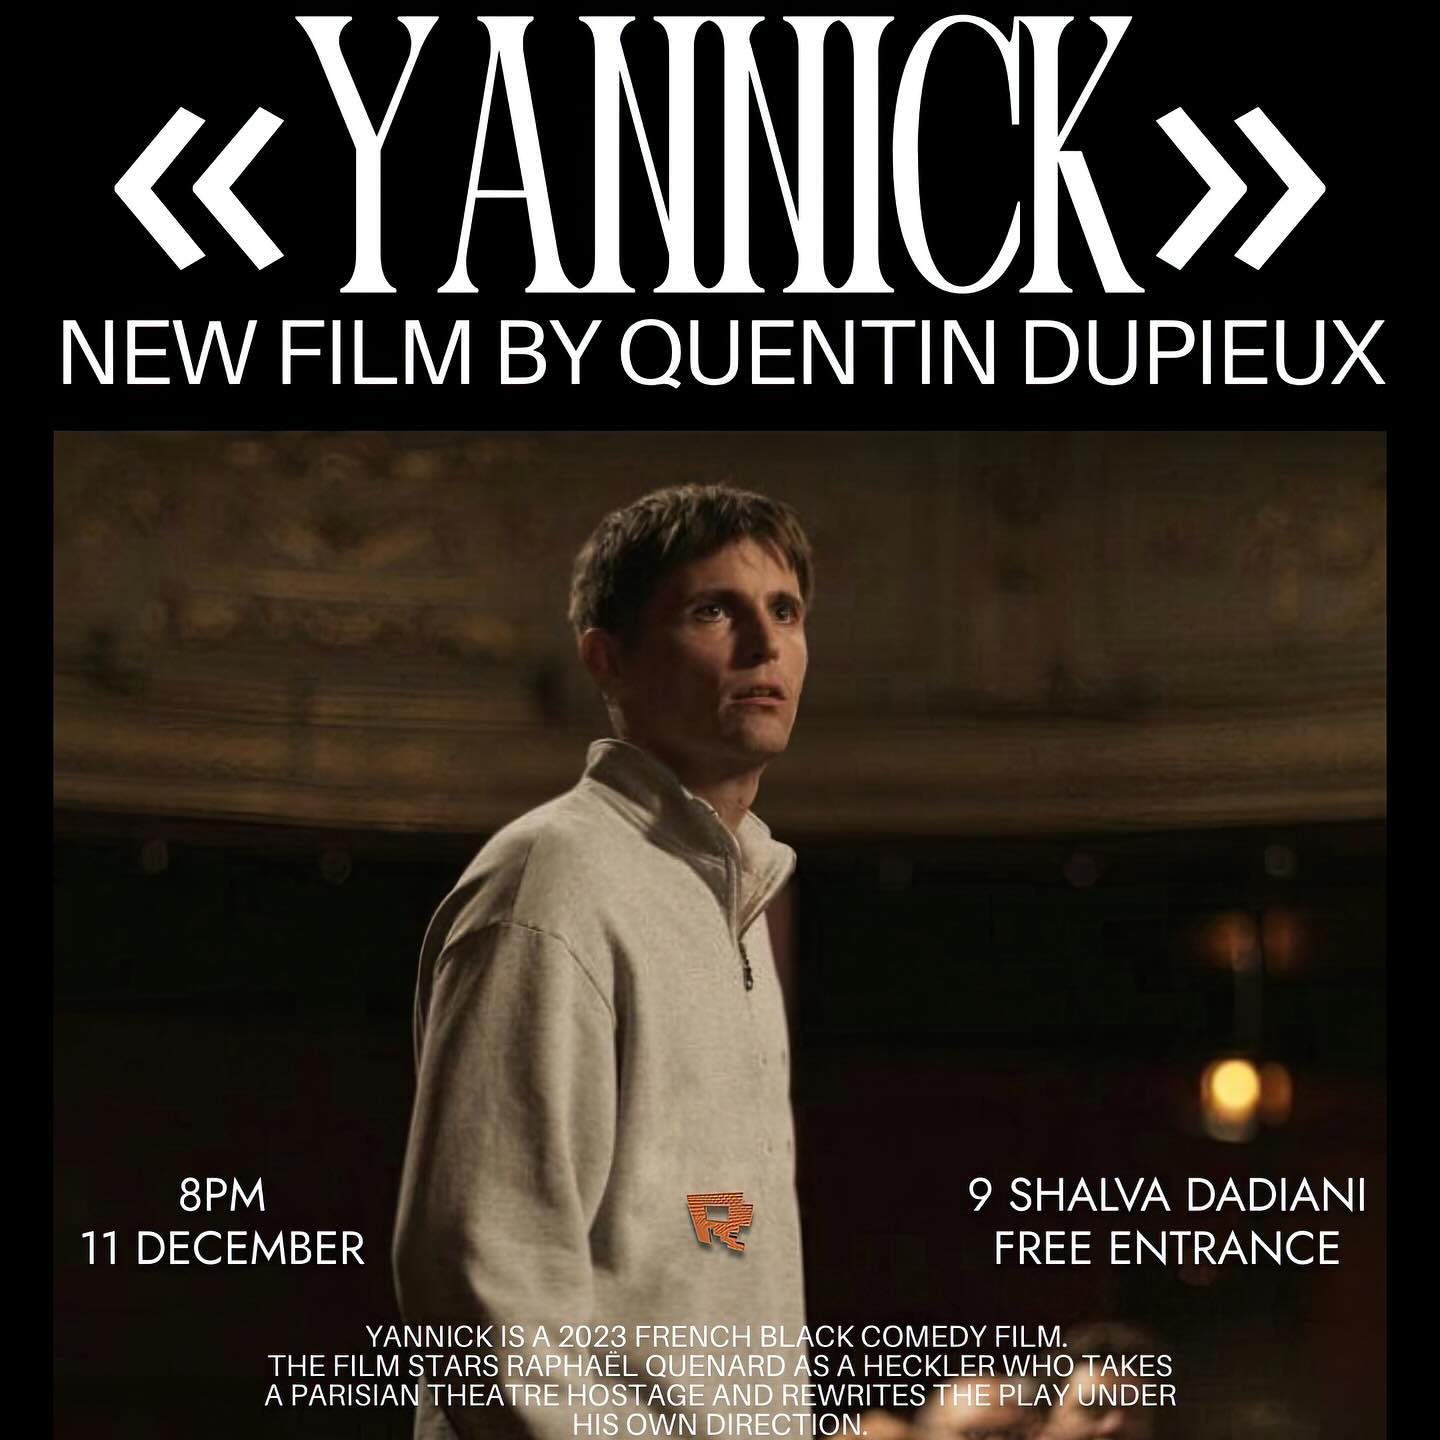 «YANNICK»
NEW FILM BY QUENTIN DUPIEUX
8PM
11 DECEMBER
9 SHALVA DADIANI
FREE ENTRANCE
YANNICK IS A 2023 FRENCH BLACK COMEDY FILM.
THE FILM STARS RAPHAËL QUENARD AS A HECKLER WHO TAKES
A PARISIAN THEATRE HOSTAGE AND REWRITES THE PLAY UNDER
HIS OWN DIRECTION.